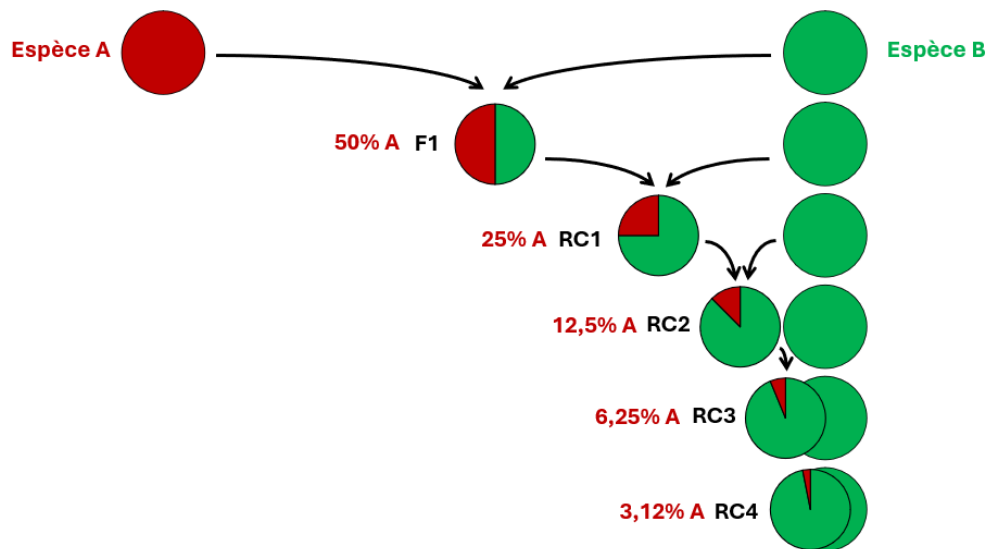 Espèce A
Espèce B
50% A F1
25% A RC1
12,5% A RC2
6,25% A RC3
3,12% A RC4